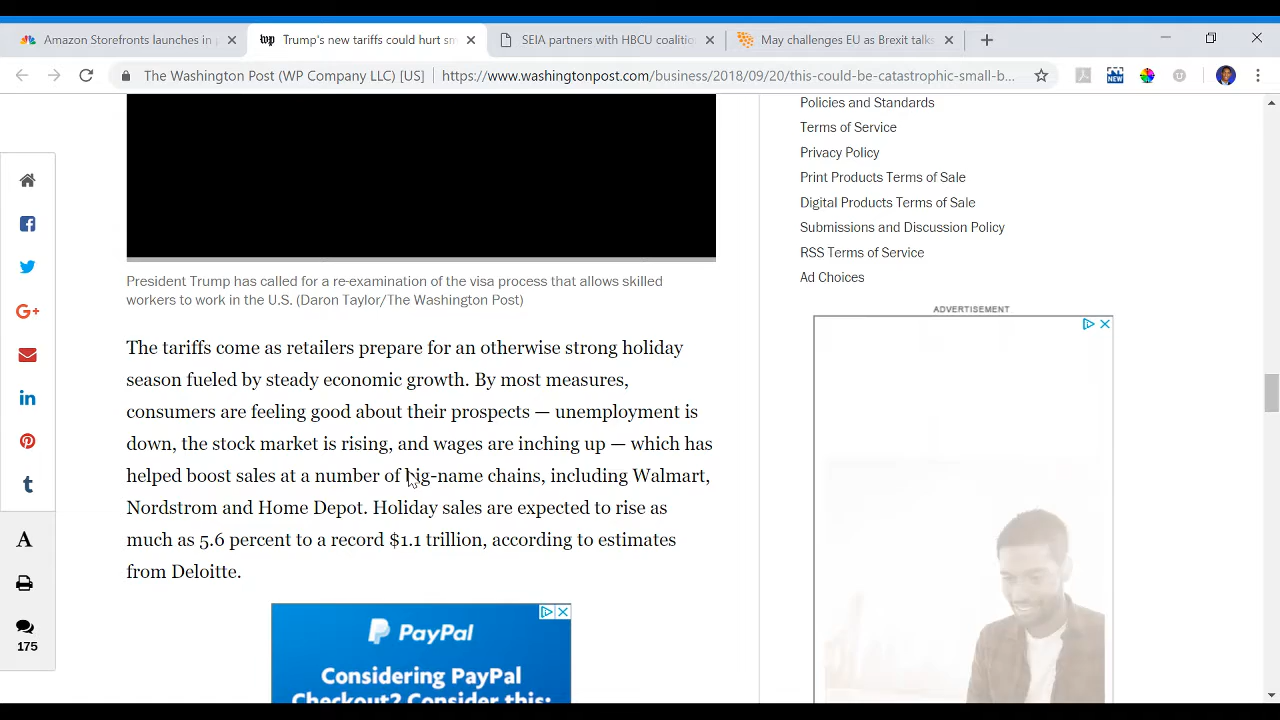 Amazon Storefronts launches in
wp
Trump's new tariffs could hurt sm
SEIA partners with HBCU coalitio
May challenges EU as Brexit talks
The Washington Post (WP Company LLC) [US]
https://www.washingtonpost.com/business/2018/09/20/this-could-be-catastrophic-small-b...
NEW
Policies and Standards
Terms of Service
Privacy Policy
Print Products Terms of Sale
Digital Products Terms of Sale
Submissions and Discussion Policy
RSS Terms of Service
Ad Choices
ADVERTISEMENT
G+
in
t
A
175
President Trump has called for a re-examination of the visa process that allows skilled
workers to work in the U.S. (Daron Taylor/The Washington Post)
The tariffs come as retailers prepare for an otherwise strong holiday
season fueled by steady economic growth. By most measures,
consumers are feeling good about their prospects — unemployment is
down, the stock market is rising, and wages are inching up — which has
helped boost sales at a number of big-name chains, including Walmart,
Nordstrom and Home Depot. Holiday sales are expected to rise as
much as 5.6 percent to a record $1.1 trillion, according to estimates
from Deloitte.
PayPal
Considering PayPal
Checkout? Consider this: